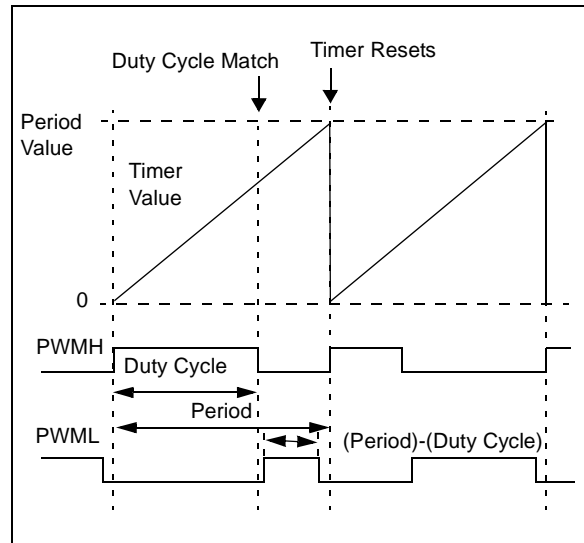 Timer Resets
Duty Cycle Match
Period
Value
Timer
Value
0
PWMH
Duty Cycle
Period
PWML
(Period)-(Duty Cycle)